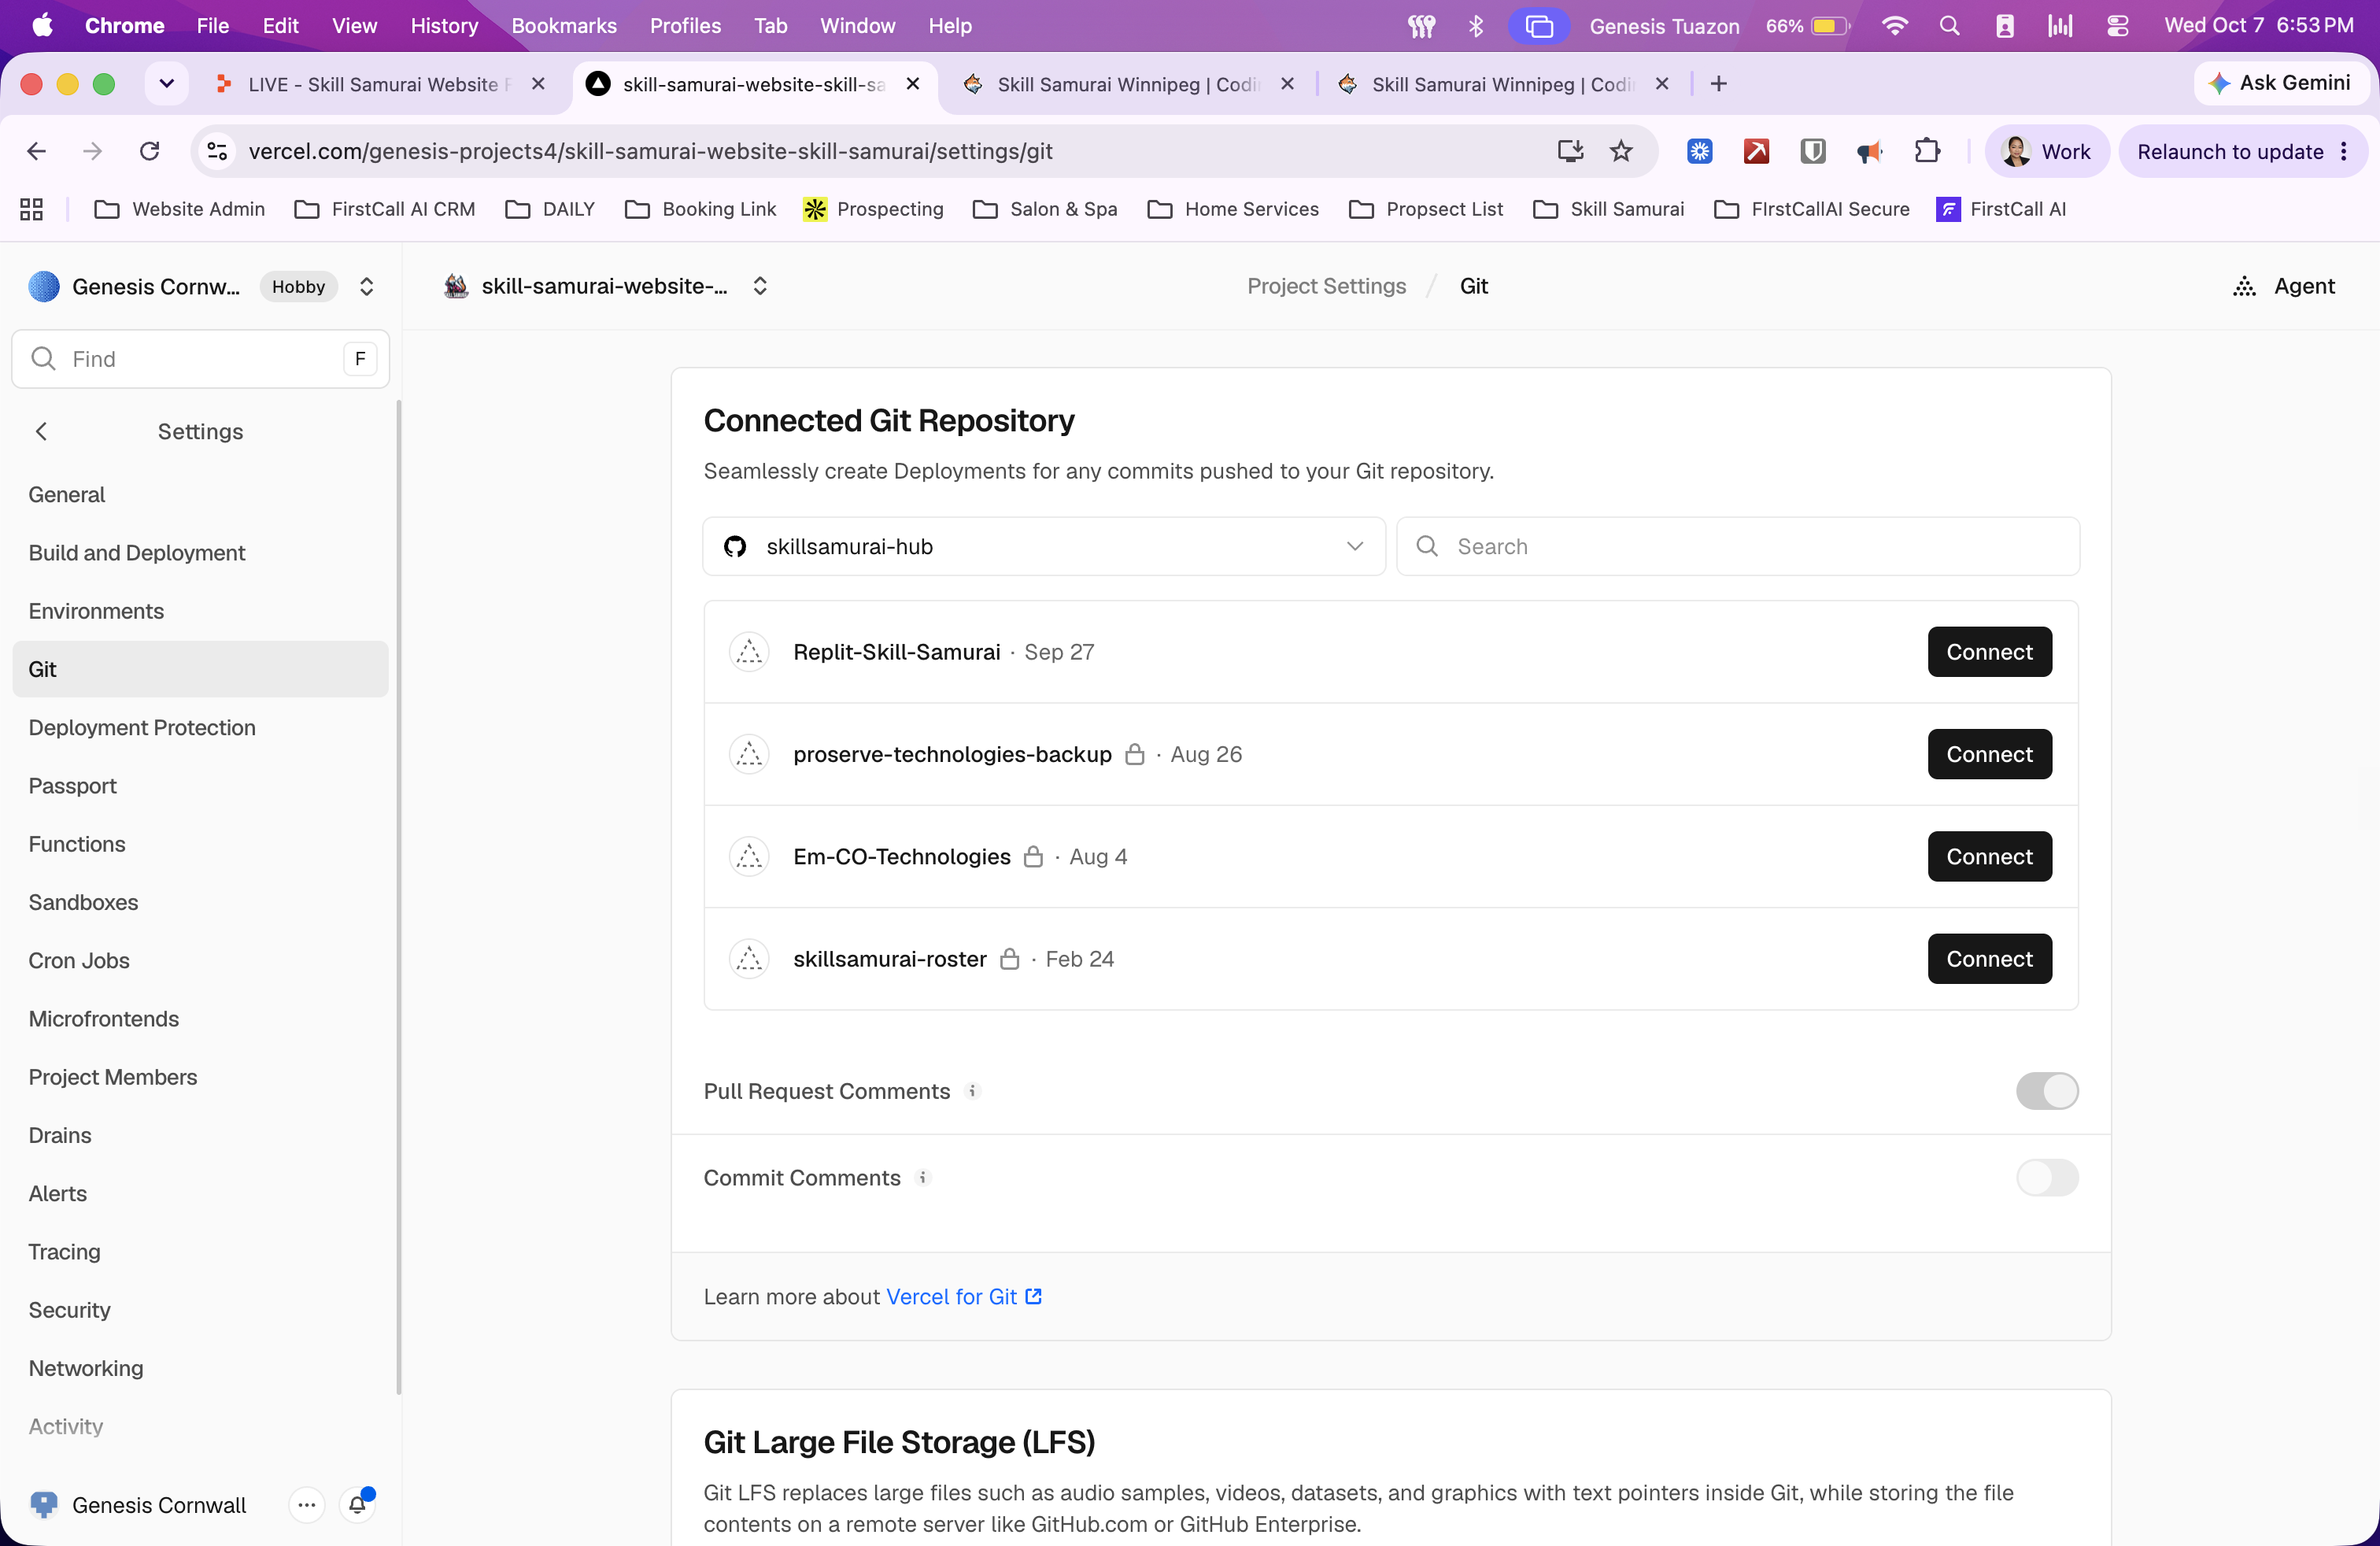 Chrome File Edit View History Bookmarks Profiles Tab Window Help Genesis Tuazon 66% Wed Oct 7 6:53 PM
LIVE - Skill Samurai Website skill-samurai-website-skill-sa Skill Samurai Winnipeg | Codi Skill Samurai Winnipeg | Codi Ask Gemini
vercel.com/genesis-projects4/skill-samurai-website-skill-samurai/settings/git Work Relaunch to update
Website Admin FirstCall AI CRM DAILY Booking Link Prospecting Salon & Spa Home Services Propsect List Skill Samurai FIrstCallAI Secure FirstCall AI
Genesis Cornw... Hobby skill-samurai-website-... Project Settings / Git Agent
Find F
Settings
General
Build and Deployment
Environments
Git
Deployment Protection
Passport
Functions
Sandboxes
Cron Jobs
Microfrontends
Project Members
Drains
Alerts
Tracing
Security
Networking
Activity
Genesis Cornwall
Connected Git Repository
Seamlessly create Deployments for any commits pushed to your Git repository.
skillsamurai-hub Search
Replit-Skill-Samurai · Sep 27 Connect
proserve-technologies-backup · Aug 26 Connect
Em-CO-Technologies · Aug 4 Connect
skillsamurai-roster · Feb 24 Connect
Pull Request Comments
Commit Comments
Learn more about Vercel for Git
Git Large File Storage (LFS)
Git LFS replaces large files such as audio samples, videos, datasets, and graphics with text pointers inside Git, while storing the file
contents on a remote server like GitHub.com or GitHub Enterprise.